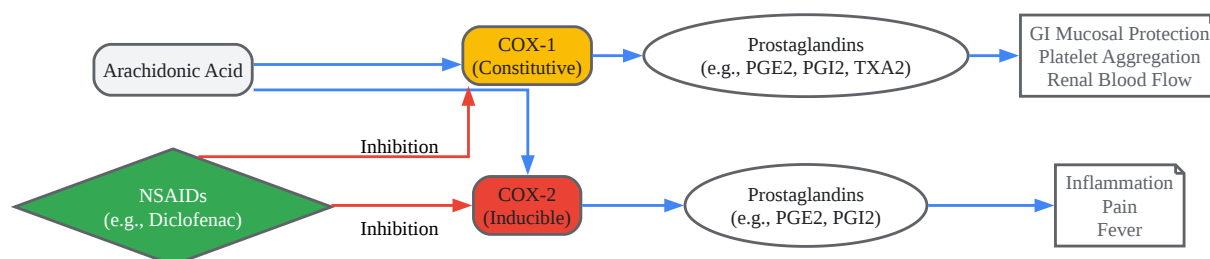 Arachidonic Acid
COX-1
(Constitutive)
Prostaglandins
(e.g., PGE2, PGI2, TXA2)
GI Mucosal Protection
Platelet Aggregation
Renal Blood Flow
Inhibition
NSAIDs
(e.g., Diclofenac)
Inhibition
COX-2
(Inducible)
Prostaglandins
(e.g., PGE2, PGI2)
Inflammation
Pain
Fever